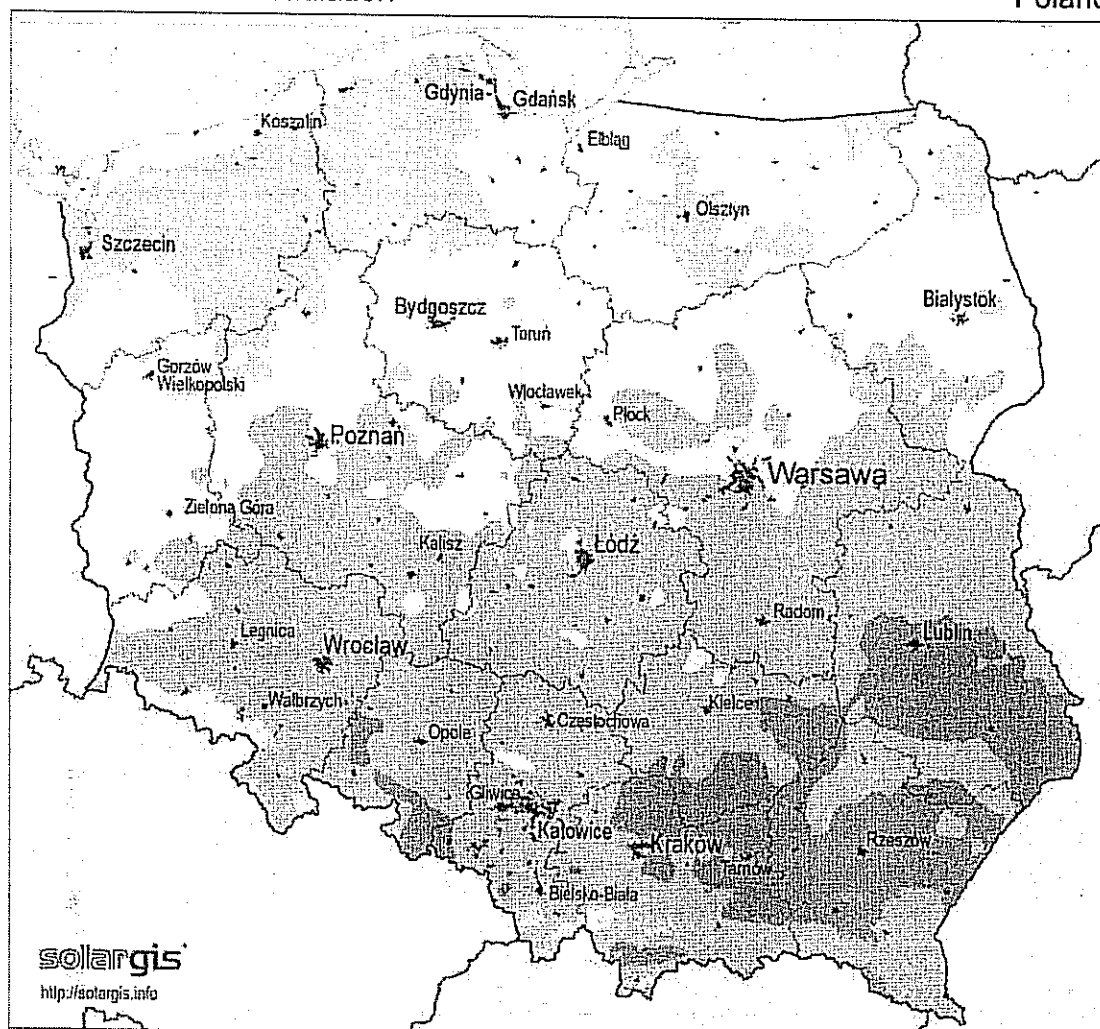 Poland
Gdynia
Gdańsk
Koszalin
Elbląg
Olsztyn
Szczecin
Białystok
Bydgoszcz
Toruń
Gorzów
Wielkopolski
Włocławek
Płock
Poznań
Warsawa
Zielona Góra
Kalisz
Łódź
Radom
Legnica
Wrocław
Lublin
Wałbrzych
Kielce
Częstochowa
Opole
Gliwice
Katowice
Kraków
Rzeszów
Tarnów
Bielsko-Biała
solargis
http://solargis.info